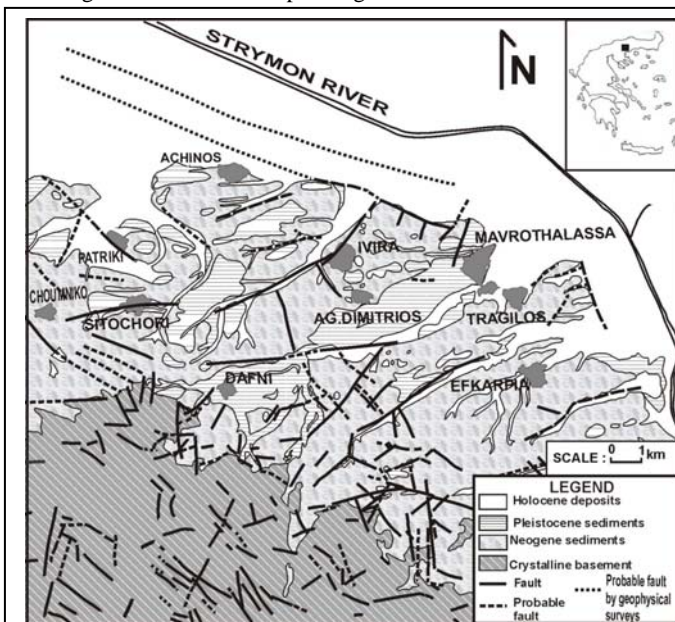 STRYMON RIVER
N
ACHINOS
PATRIKI
IVIRA
MAVROTHALASSA
CHOUTANIKO
SITOCHORI
AG.DIMITRIOS
TRAGILOS
DAFNI
EFKARPIA
SCALE : 0 1km
LEGEND
Holocene deposits
Pleistocene sediments
Neogene sediments
Crystalline basement
Fault
Probable fault
Probable fault by geophysical surveys